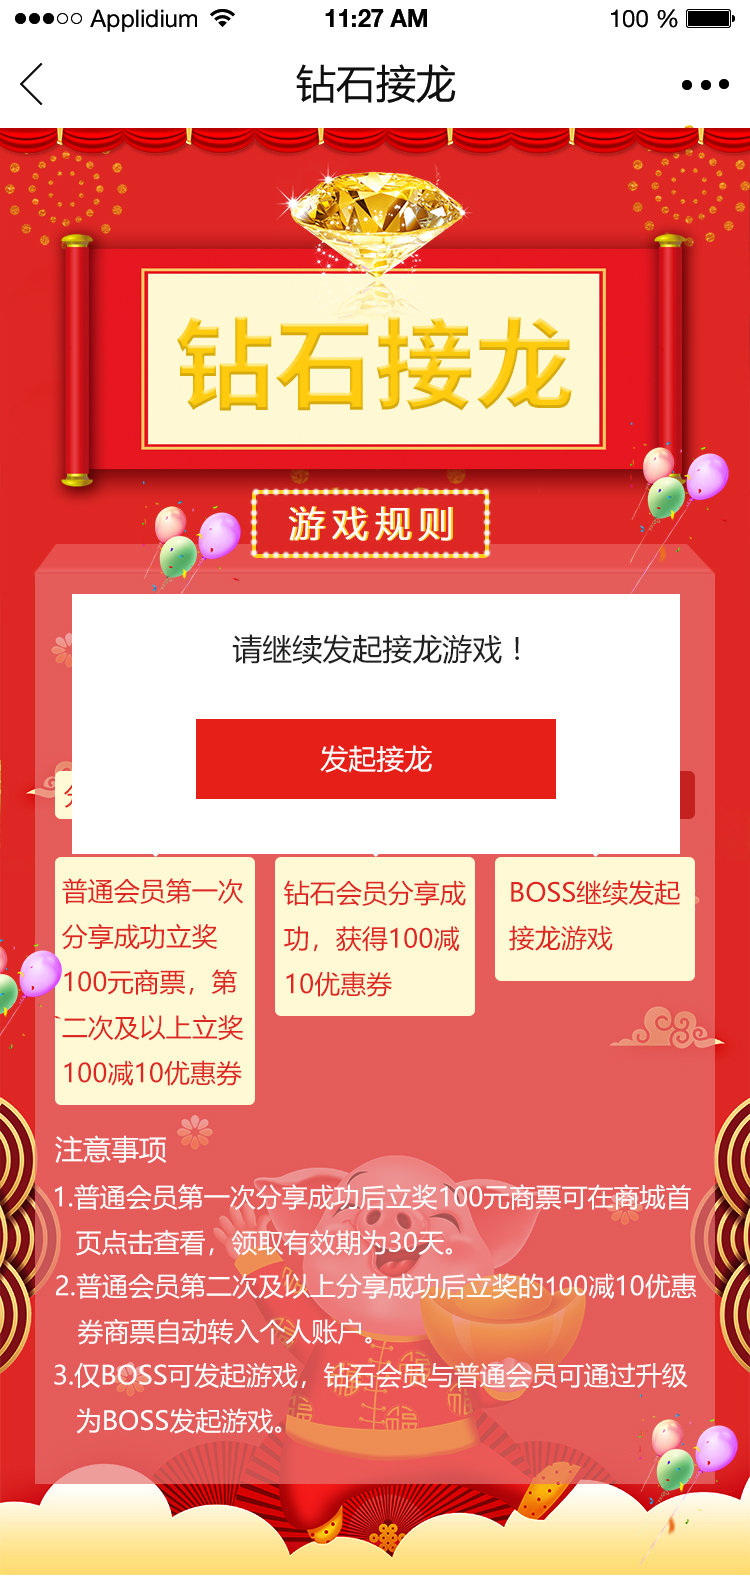 Applidium 11:27 AM 100 %
钻石接龙
钻石接龙
游戏规则
请继续发起接龙游戏！
发起接龙
普通会员第一次
分享成功立奖
100元商票，第
二次及以上立奖
100减10优惠券
钻石会员分享成
功，获得100减
10优惠券
BOSS继续发起
接龙游戏
注意事项
1.普通会员第一次分享成功后立奖100元商票可在商城首
页点击查看，领取有效期为30天。
2.普通会员第二次及以上分享成功后立奖的100减10优惠
券商票自动转入个人账户。
3.仅BOSS可发起游戏，钻石会员与普通会员可通过升级
为BOSS发起游戏。